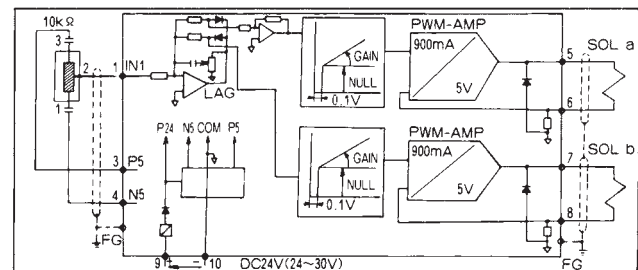 10kΩ
3
2
1
1 IN1
LAG
GAIN
NULL
0.1V
PWM-AMP
900mA
5V
5 SOL a
6
P24 N5 COM P5
3 P5
4 N5
FG
GAIN
NULL
0.1V
PWM-AMP
900mA
5V
7 SOL b
8
FG
9 + − 10 DC24V(24~30V)